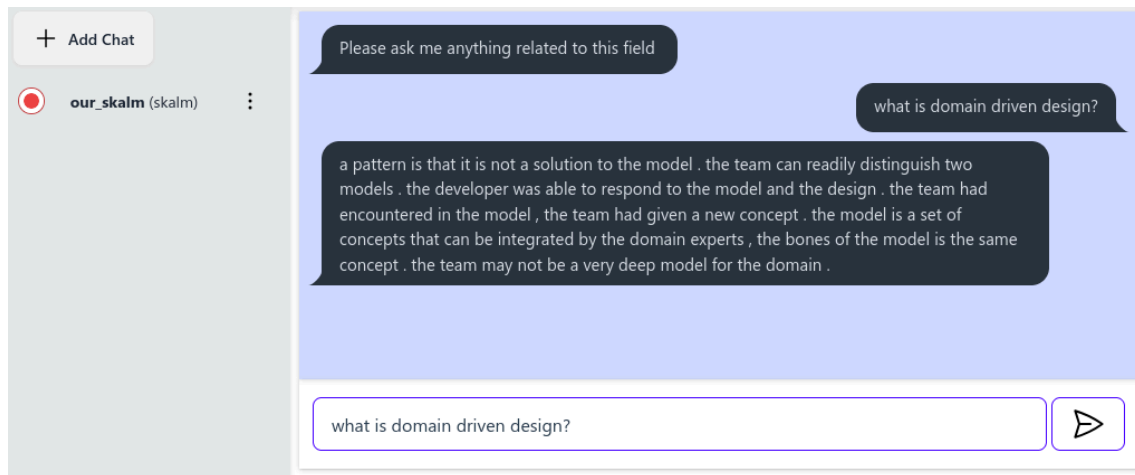 Add Chat
our_skalm (skalm)
Please ask me anything related to this field
what is domain driven design?
a pattern is that it is not a solution to the model . the team can readily distinguish two
models . the developer was able to respond to the model and the design . the team had
encountered in the model , the team had given a new concept . the model is a set of
concepts that can be integrated by the domain experts , the bones of the model is the same
concept . the team may not be a very deep model for the domain .
what is domain driven design?